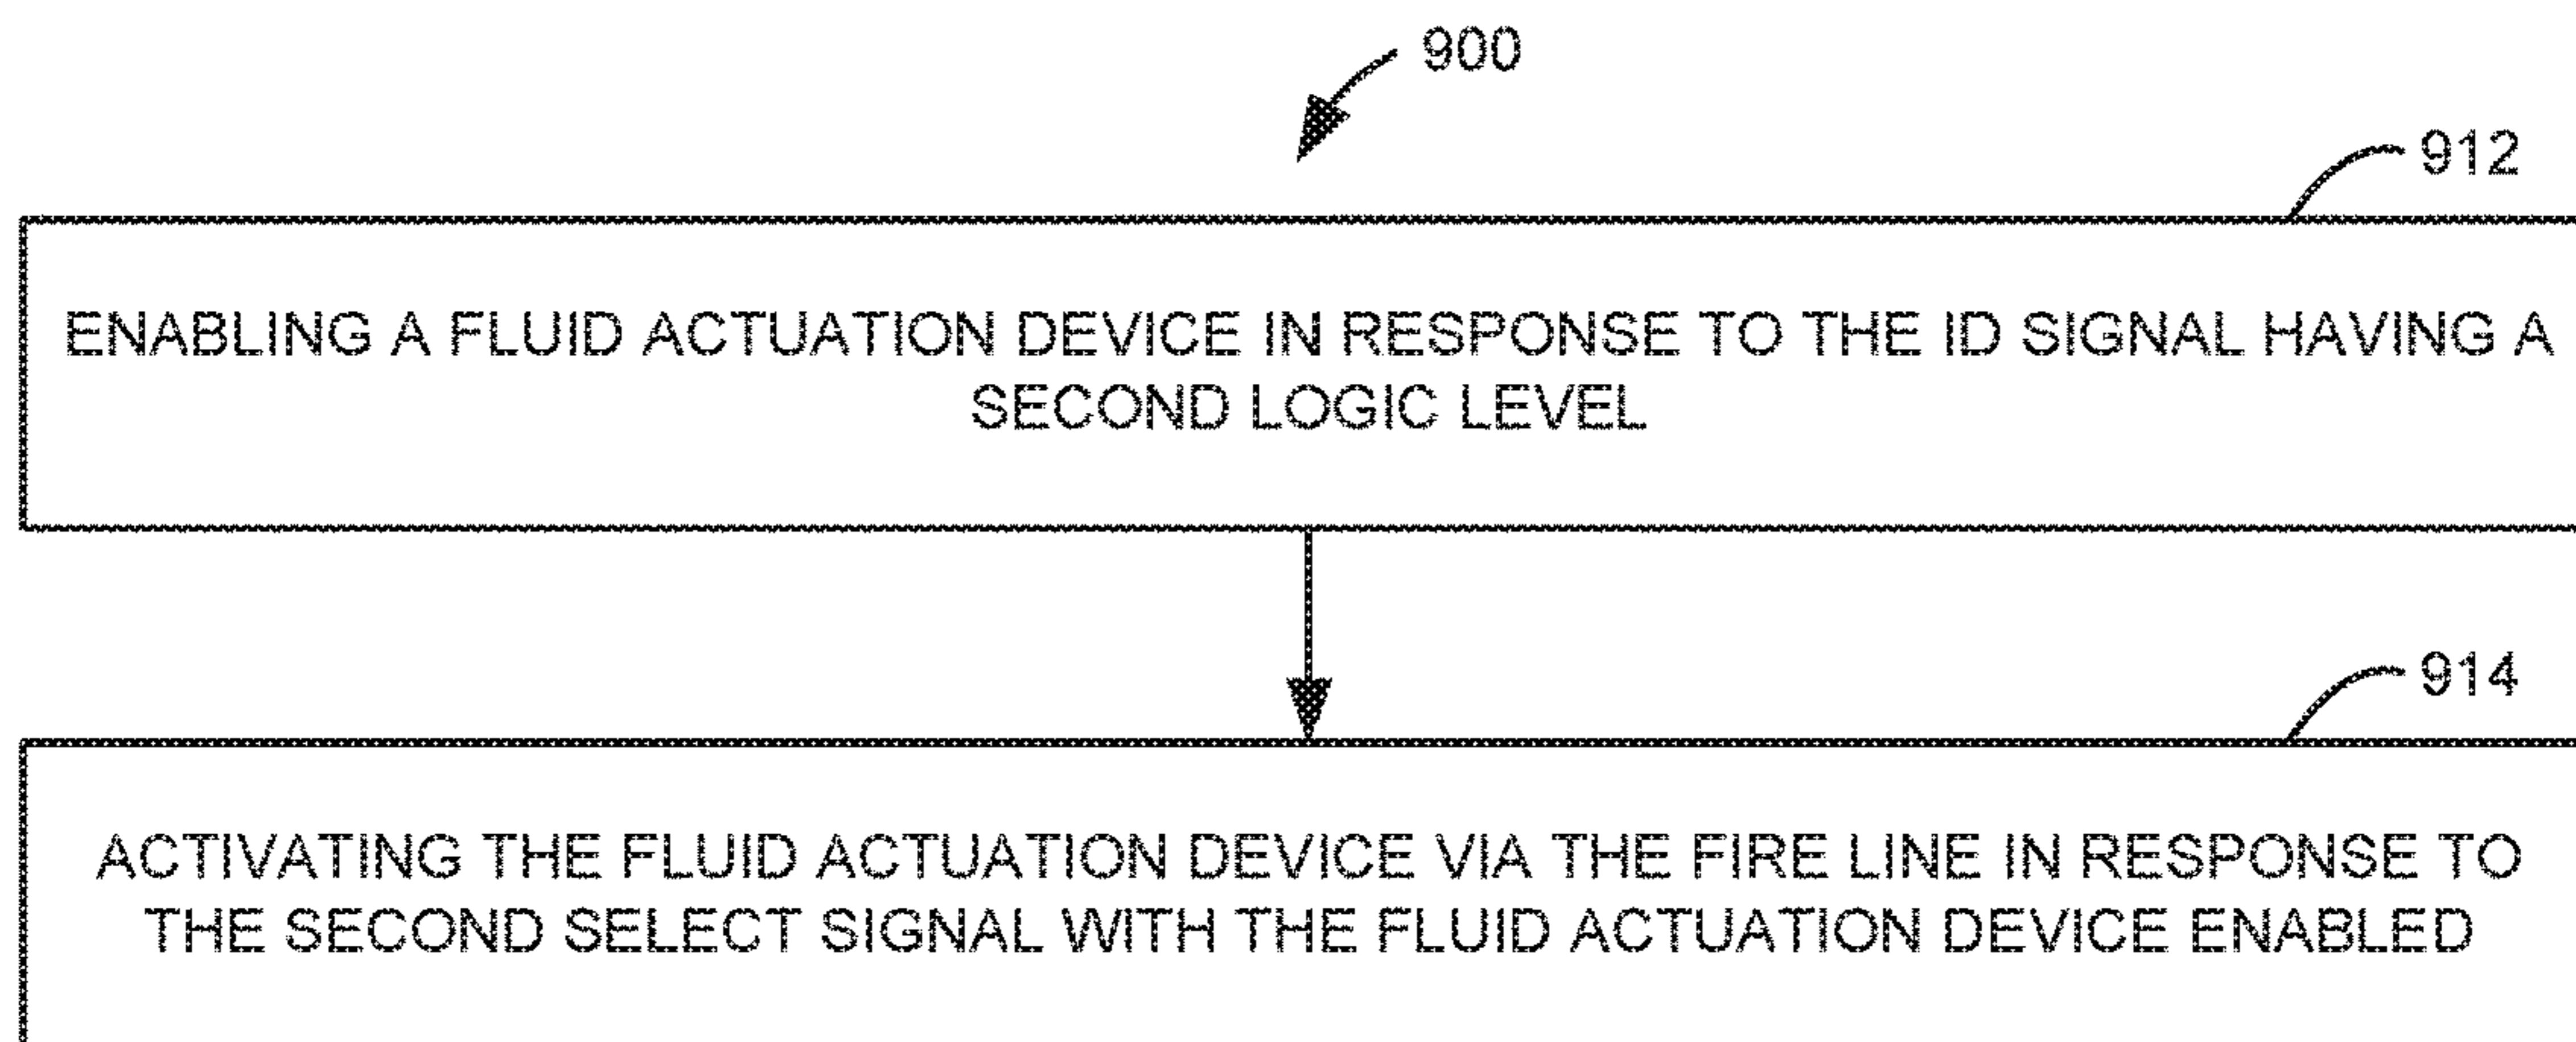 900
912
ENABLING A FLUID ACTUATION DEVICE IN RESPONSE TO THE ID SIGNAL HAVING A
SECOND LOGIC LEVEL
914
ACTIVATING THE FLUID ACTUATION DEVICE VIA THE FIRE LINE IN RESPONSE TO
THE SECOND SELECT SIGNAL WITH THE FLUID ACTUATION DEVICE ENABLED